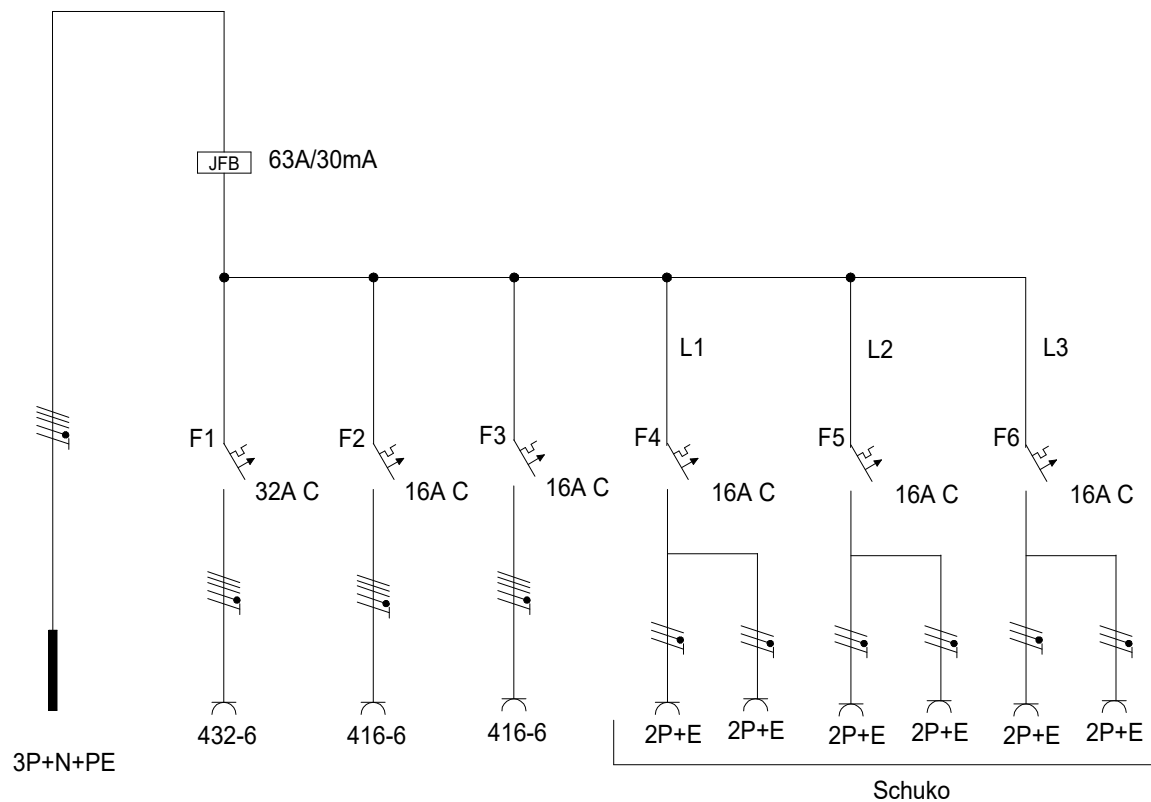 JFB 63A/30mA
L1 L2 L3
F1 F2 F3 F4 F5 F6
32A C 16A C 16A C 16A C 16A C 16A C
432-6 416-6 416-6 2P+E 2P+E 2P+E 2P+E 2P+E 2P+E
3P+N+PE
Schuko